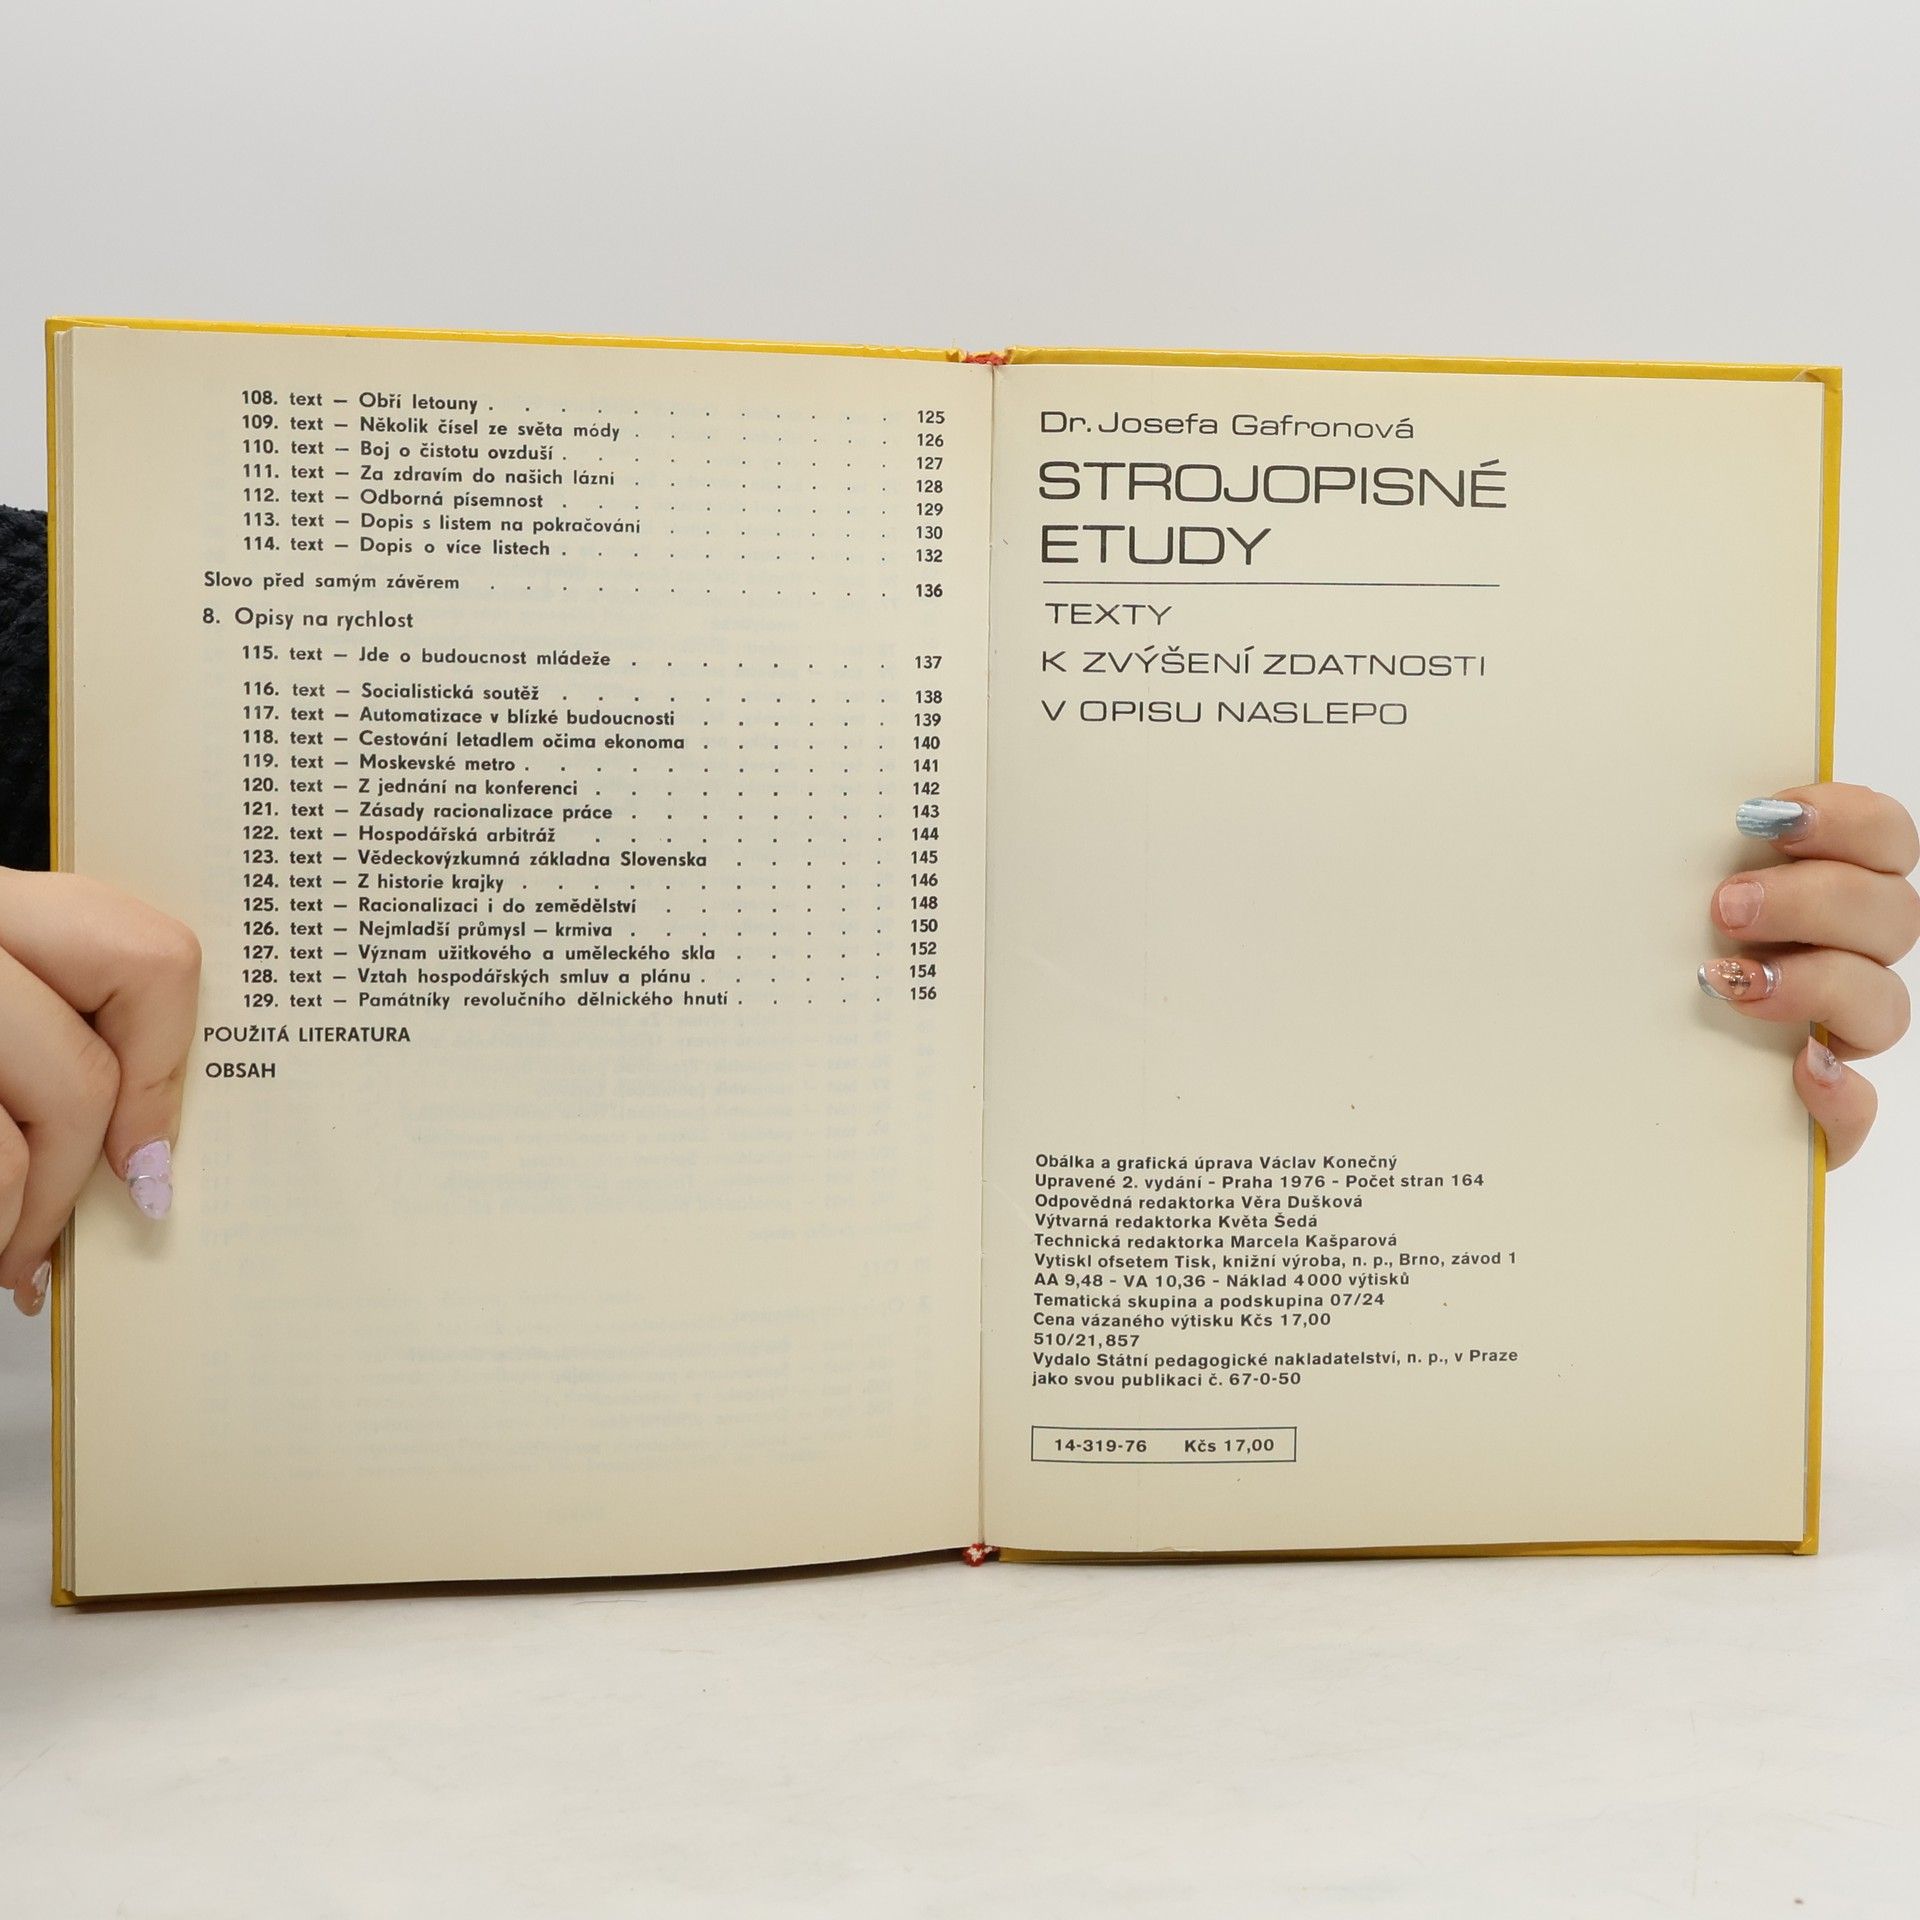 108. text — Obří letouny . . . . . . . . . . . . 125
109. text — Několik čísel ze světa módy . . . . . . . . 126
110. text — Boj o čistotu ovzduší . . . . . . . . . . 127
111. text — Za zdravím do našich lázní . . . . . . . . 128
112. text — Odborná písemnost . . . . . . . . . . 129
113. text — Dopis s listem na pokračování . . . . . . . 130
114. text — Dopis o více listech . . . . . . . . . . 132
Slovo před samým závěrem . . . . . . . . . . . . 136
8. Opisy na rychlost
115. text — Jde o budoucnost mládeže . . . . . . . . 137
116. text — Socialistická soutěž . . . . . . . . . . 138
117. text — Automatizace v blízké budoucnosti . . . . . . 139
118. text — Cestování letadlem očima ekonoma . . . . . . 140
119. text — Moskevské metro . . . . . . . . . . . 141
120. text — Z jednání na konferenci . . . . . . . . . 142
121. text — Zásady racionalizace práce . . . . . . . . 143
122. text — Hospodářská arbitráž . . . . . . . . . 144
123. text — Vědeckovýzkumná základna Slovenska . . . . . 145
124. text — Z historie krajky . . . . . . . . . . . 146
125. text — Racionalizaci i do zemědělství . . . . . . . 148
126. text — Nejmladší průmysl — krmiva . . . . . . . . 150
127. text — Význam užitkového a uměleckého skla . . . . . 152
128. text — Vztah hospodářských smluv a plánu . . . . . . 154
129. text — Památníky revolučního dělnického hnutí . . . . . 156
POUŽITÁ LITERATURA
OBSAH
Dr. Josefa Gafronová
STROJOPISNÉ
ETUDY
TEXTY
K ZVÝŠENÍ ZDATNOSTI
V OPISU NASLEPO
Obálka a grafická úprava Václav Konečný
Upravené 2. vydání - Praha 1976 - Počet stran 164
Odpovědná redaktorka Věra Dušková
Výtvarná redaktorka Květa Šedá
Technická redaktorka Marcela Kašparová
Vytiskl ofsetem Tisk, knižní výroba, n. p., Brno, závod 1
AA 9,48 - VA 10,36 - Náklad 4000 výtisků
Tematická skupina a podskupina 07/24
Cena vázaného výtisku Kčs 17,00
510/21,857
Vydalo Státní pedagogické nakladatelství, n. p., v Praze
jako svou publikaci č. 67-0-50
14-319-76 Kčs 17,00